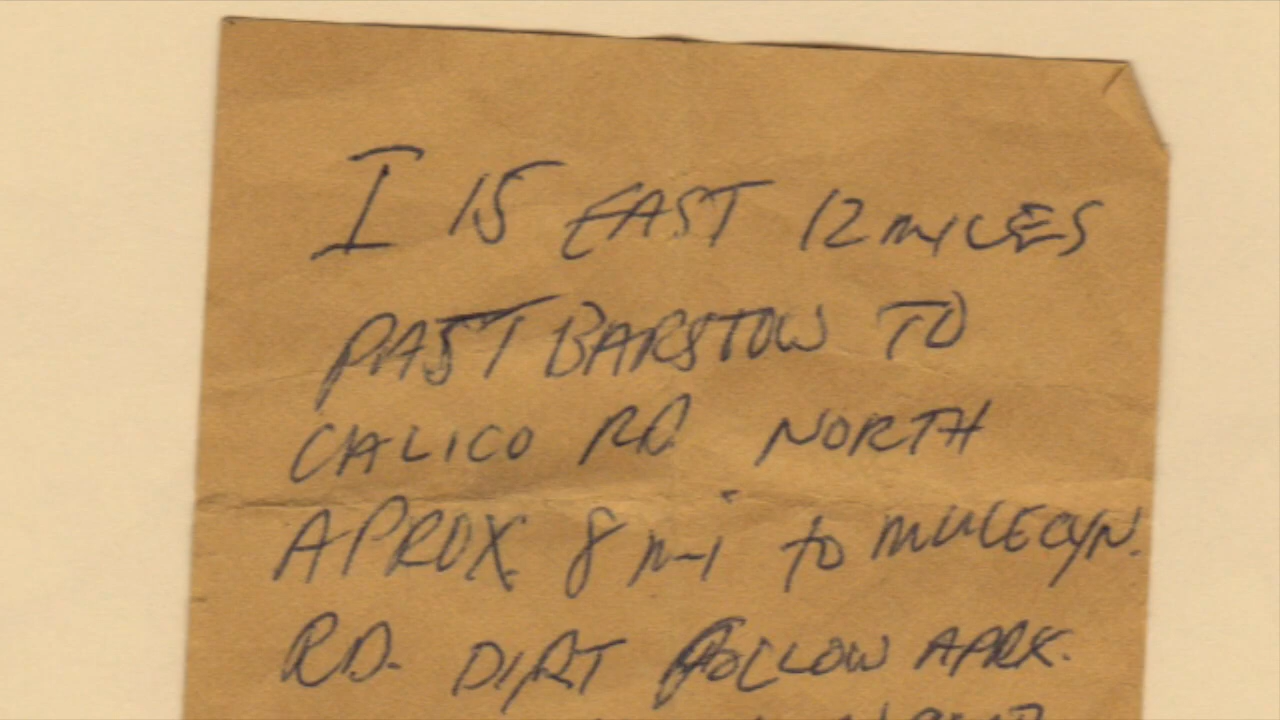 I 15 EAST 12 MILES
PAST BARSTOW TO
CALICO RD NORTH
APROX 8 mi to MULE CYN.
RD. DIRT FOLLOW APRX.